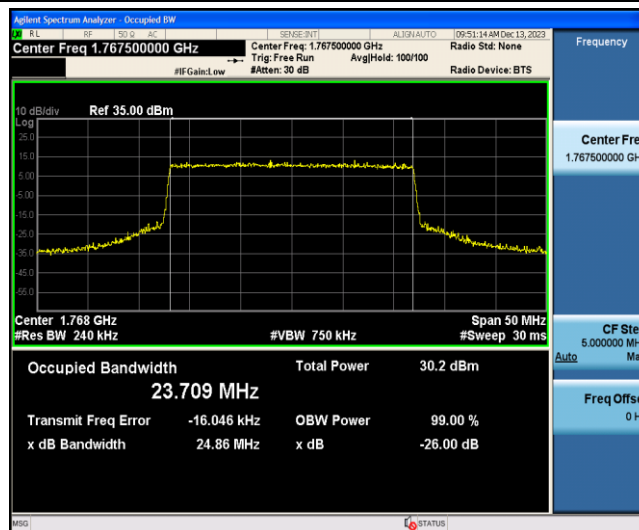 Agilent Spectrum Analyzer - Occupied BW
RL RF 50 Ω AC SENSE:INT ALIGN AUTO 09:51:14 AM Dec 13, 2023
Center Freq 1.767500000 GHz
Center Freq: 1.767500000 GHz Radio Std: None
Trig: Free Run Avg|Hold: 100/100
#IFGain:Low #Atten: 30 dB Radio Device: BTS
Frequency
10 dB/div Ref 35.00 dBm
Log
25.0
15.0
5.00
-5.00
-15.0
-25.0
-35.0
-45.0
-55.0
Center Fre
1.767500000 GH
Center 1.768 GHz Span 50 MHz
#Res BW 240 kHz #VBW 750 kHz #Sweep 30 ms
CF Ste
5.000000 MH
Auto Ma
Occupied Bandwidth Total Power 30.2 dBm
23.709 MHz
Transmit Freq Error -16.046 kHz OBW Power 99.00 %
x dB Bandwidth 24.86 MHz x dB -26.00 dB
Freq Offs
0 H
MSG STATUS